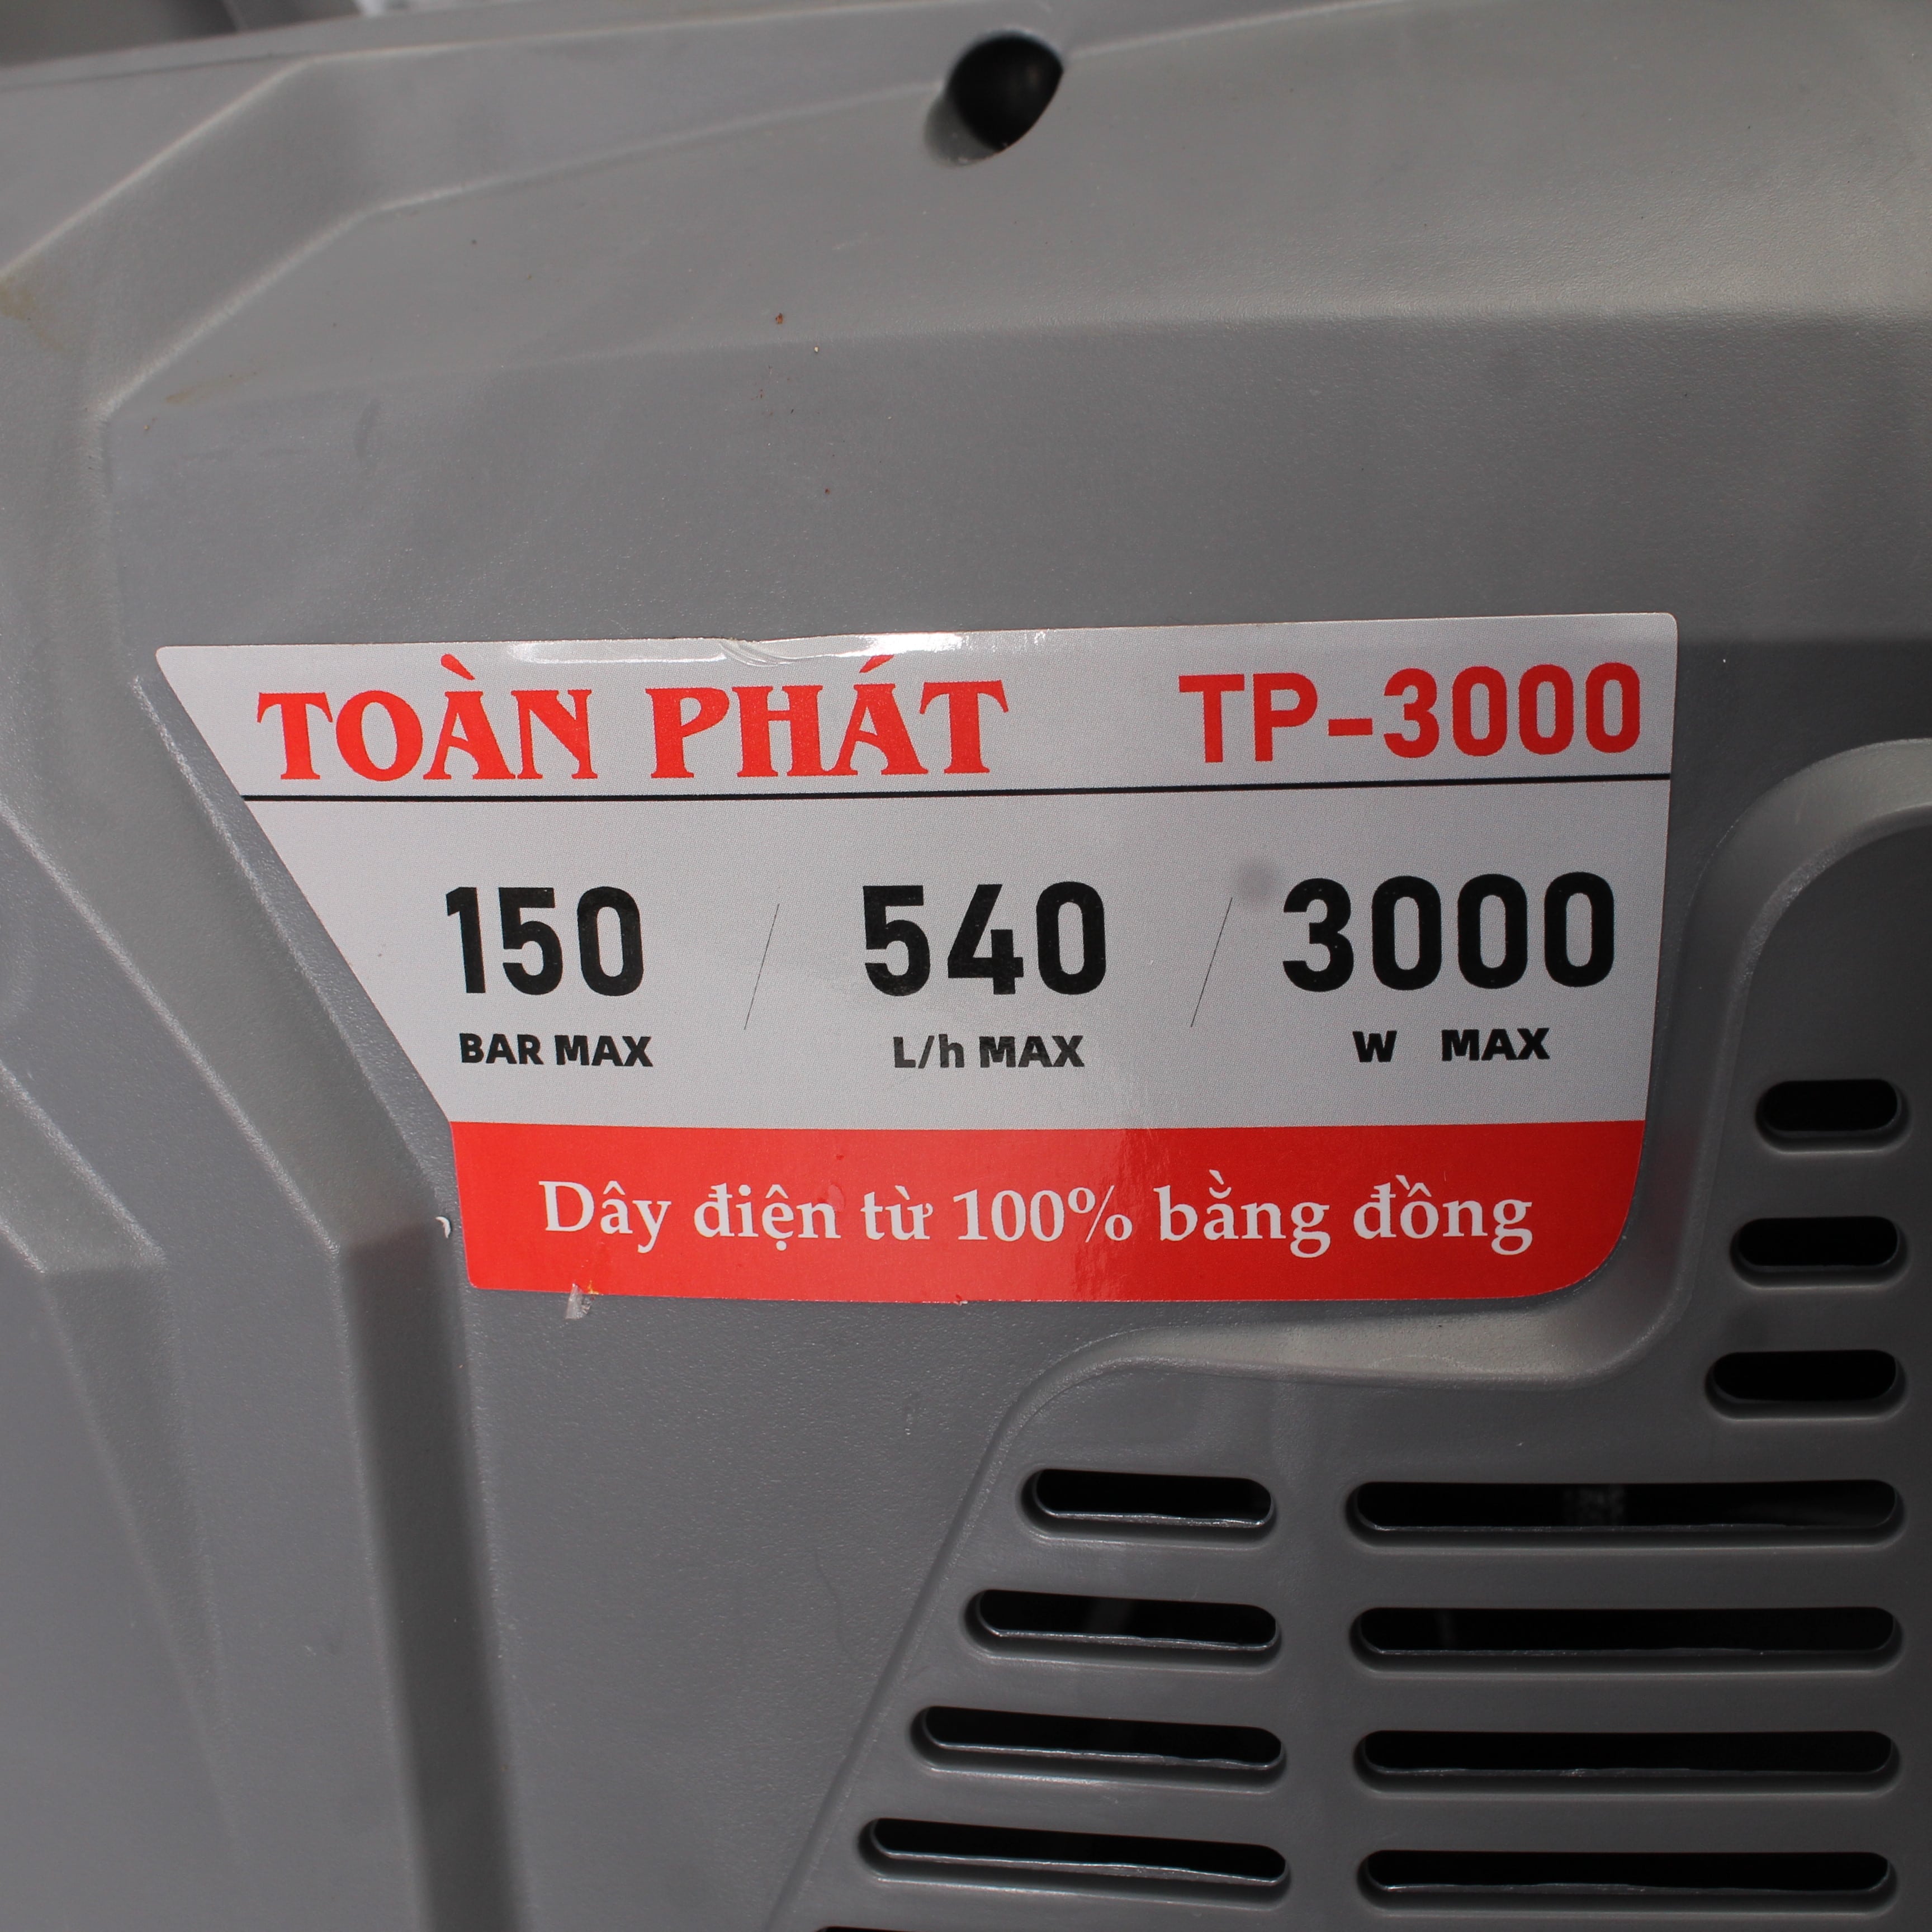 TOÀN PHÁT TP-3000
150 / 540 / 3000
BAR MAX L/h MAX W MAX
Dây điện từ 100% bằng đồng